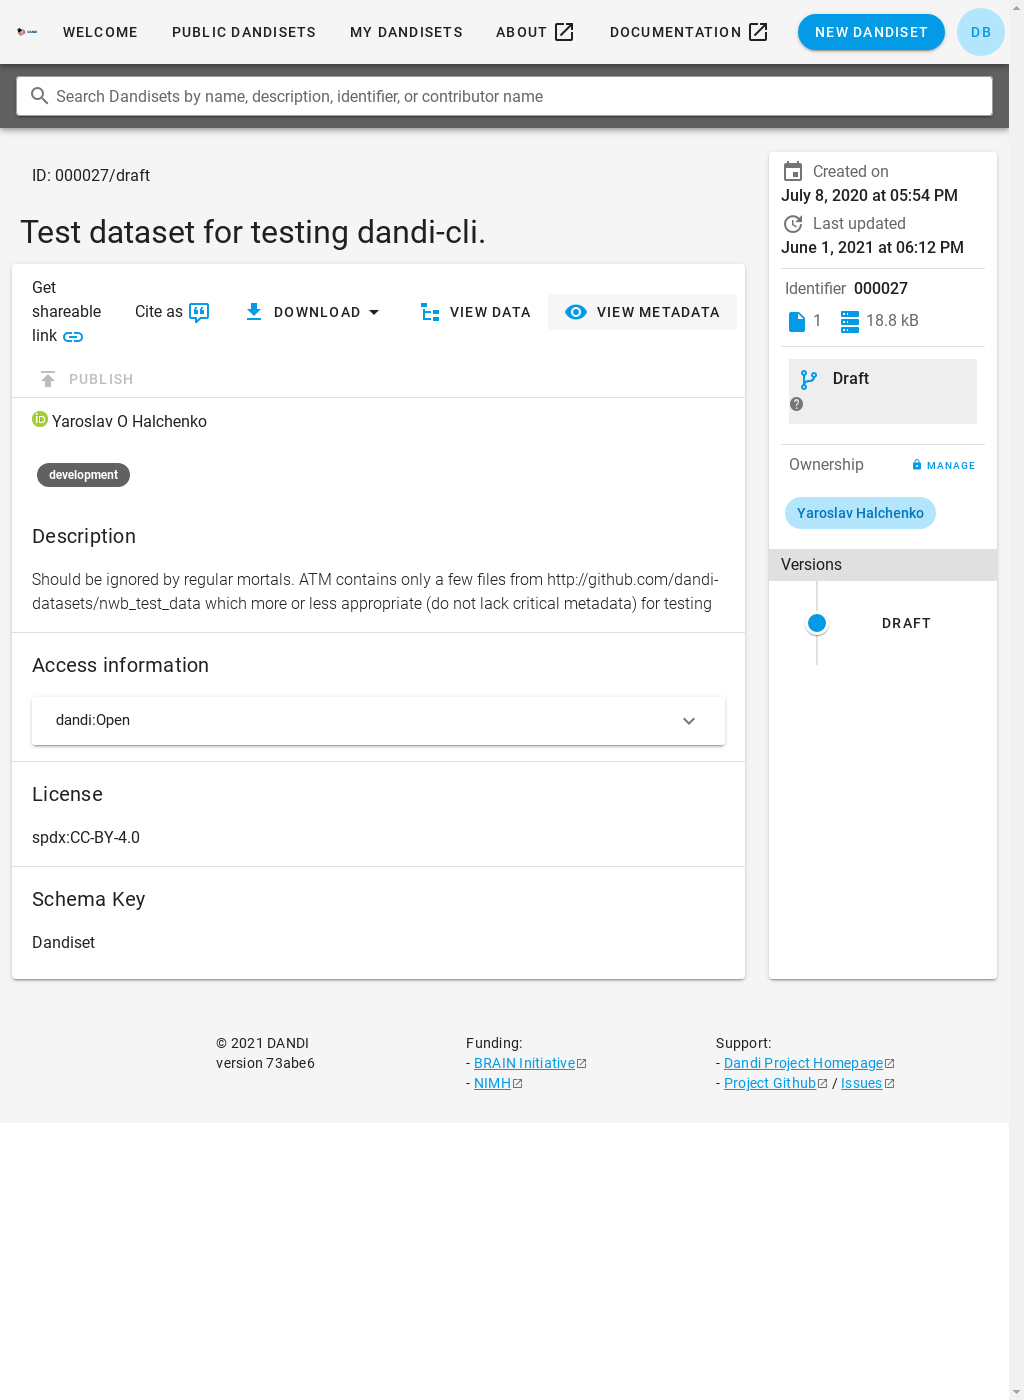 WELCOME PUBLIC DANDISETS MY DANDISETS ABOUT DOCUMENTATION NEW DANDISET DB
Search Dandisets by name, description, identifier, or contributor name
ID: 000027/draft
Test dataset for testing dandi-cli.
Get
shareable
link
Cite as
DOWNLOAD
VIEW DATA
VIEW METADATA
PUBLISH
Yaroslav O Halchenko
development
Description
Should be ignored by regular mortals. ATM contains only a few files from http://github.com/dandi-
datasets/nwb_test_data which more or less appropriate (do not lack critical metadata) for testing
Access information
dandi:Open
License
spdx:CC-BY-4.0
Schema Key
Dandiset
Created on
July 8, 2020 at 05:54 PM
Last updated
June 1, 2021 at 06:12 PM
Identifier 000027
1 18.8 kB
Draft
Ownership MANAGE
Yaroslav Halchenko
Versions
DRAFT
© 2021 DANDI
version 73abe6
Funding:
- BRAIN Initiative
- NIMH
Support:
- Dandi Project Homepage
- Project Github / Issues